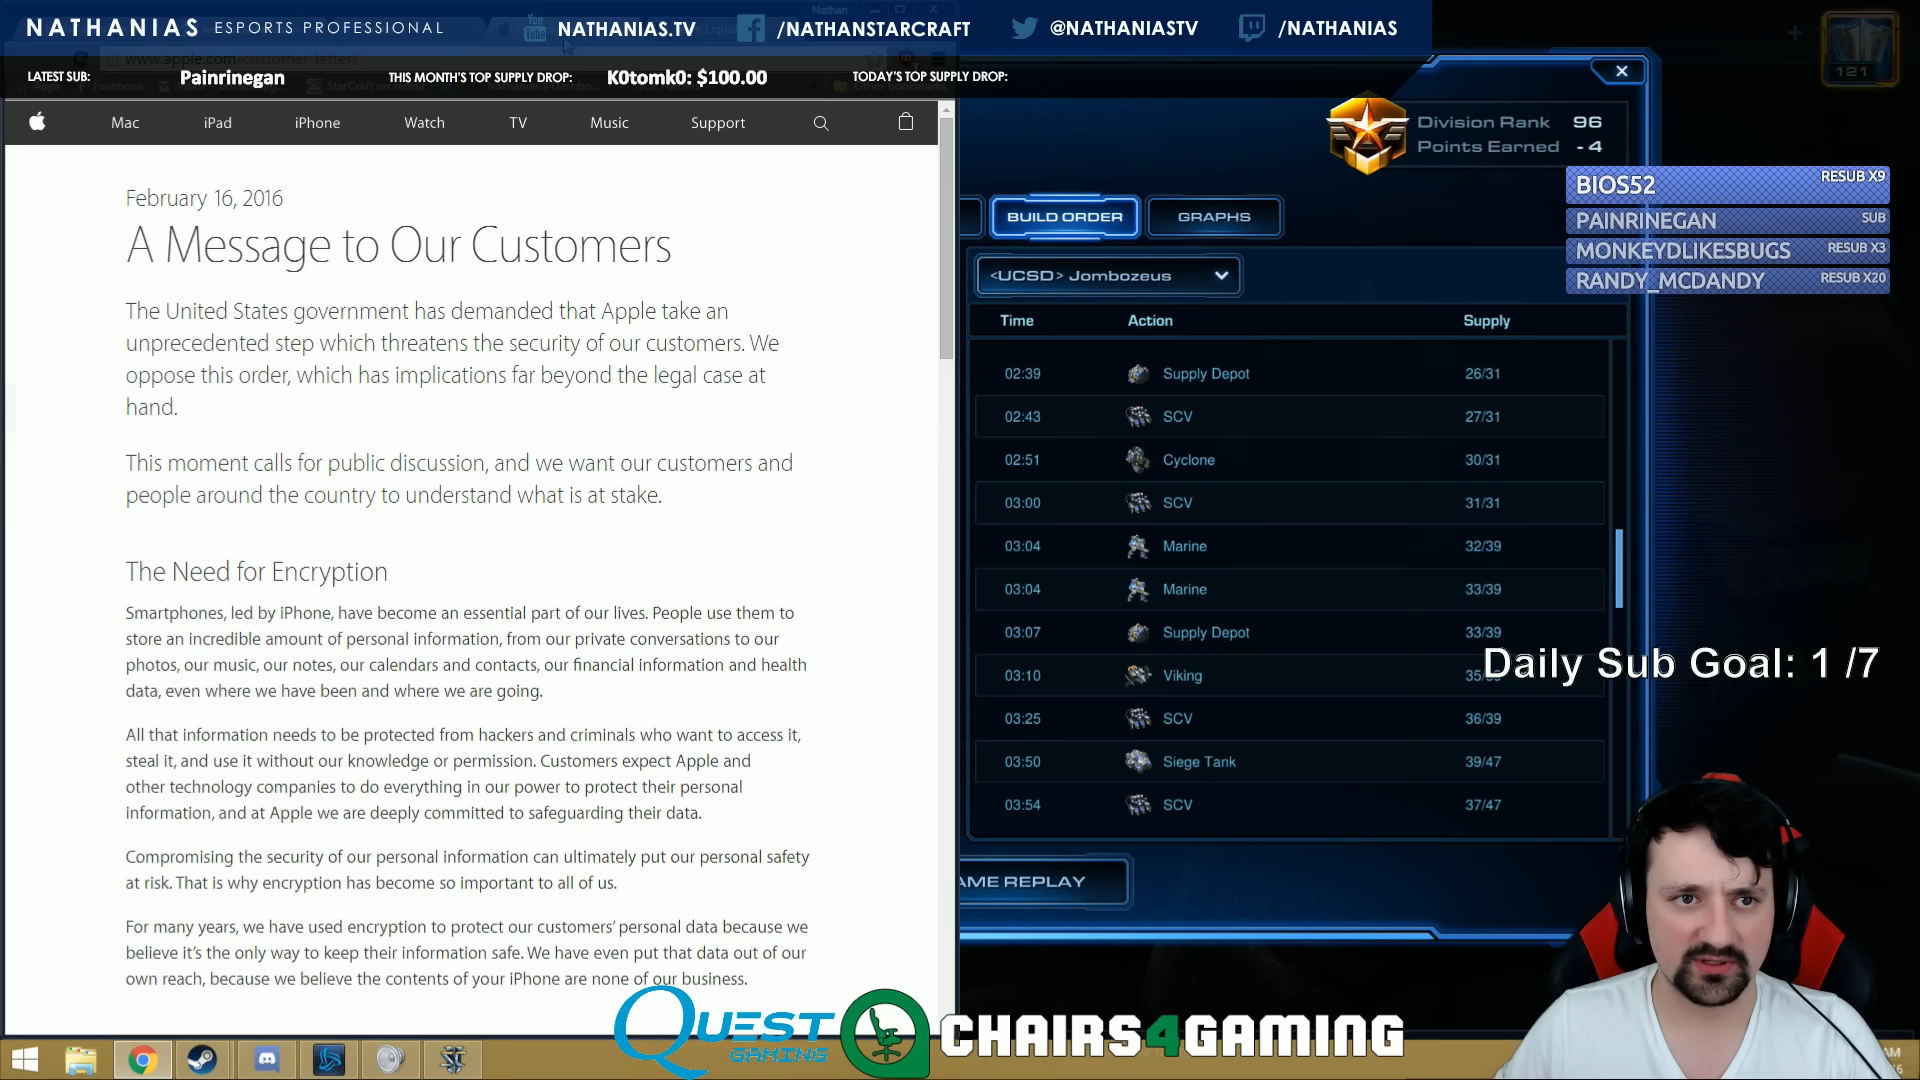 NATHANIAS ESPORTS PROFESSIONAL
You Tube NATHANIAS.TV
/NATHANSTARCRAFT
@NATHANIASTV
/NATHANIAS
Nathan
www.apple.com/customer-letter/
LATEST SUB: Painrinegan
THIS MONTH'S TOP SUPPLY DROP: K0tomk0: $100.00
TODAY'S TOP SUPPLY DROP:
Mac iPad iPhone Watch TV Music Support
February 16, 2016
A Message to Our Customers
The United States government has demanded that Apple take an
unprecedented step which threatens the security of our customers. We
oppose this order, which has implications far beyond the legal case at
hand.
This moment calls for public discussion, and we want our customers and
people around the country to understand what is at stake.
The Need for Encryption
Smartphones, led by iPhone, have become an essential part of our lives. People use them to
store an incredible amount of personal information, from our private conversations to our
photos, our music, our notes, our calendars and contacts, our financial information and health
data, even where we have been and where we are going.
All that information needs to be protected from hackers and criminals who want to access it,
steal it, and use it without our knowledge or permission. Customers expect Apple and
other technology companies to do everything in our power to protect their personal
information, and at Apple we are deeply committed to safeguarding their data.
Compromising the security of our personal information can ultimately put our personal safety
at risk. That is why encryption has become so important to all of us.
For many years, we have used encryption to protect our customers' personal data because we
believe it's the only way to keep their information safe. We have even put that data out of our
own reach, because we believe the contents of your iPhone are none of our business.
121
Division Rank 96
Points Earned - 4
BIOS52 RESUB X9
PAINRINEGAN SUB
MONKEYDLIKESBUGS RESUB X3
RANDY_MCDANDY RESUB X20
BUILD ORDER GRAPHS
<UCSD> Jombozeus
Time Action Supply
02:39 Supply Depot 26/31
02:43 SCV 27/31
02:51 Cyclone 30/31
03:00 SCV 31/31
03:04 Marine 32/39
03:04 Marine 33/39
03:07 Supply Depot 33/39
Daily Sub Goal: 1 /7
03:10 Viking
03:25 SCV 36/39
03:50 Siege Tank 39/47
03:54 SCV 37/47
AME REPLAY
QUEST GAMING
CHAIRS4GAMING